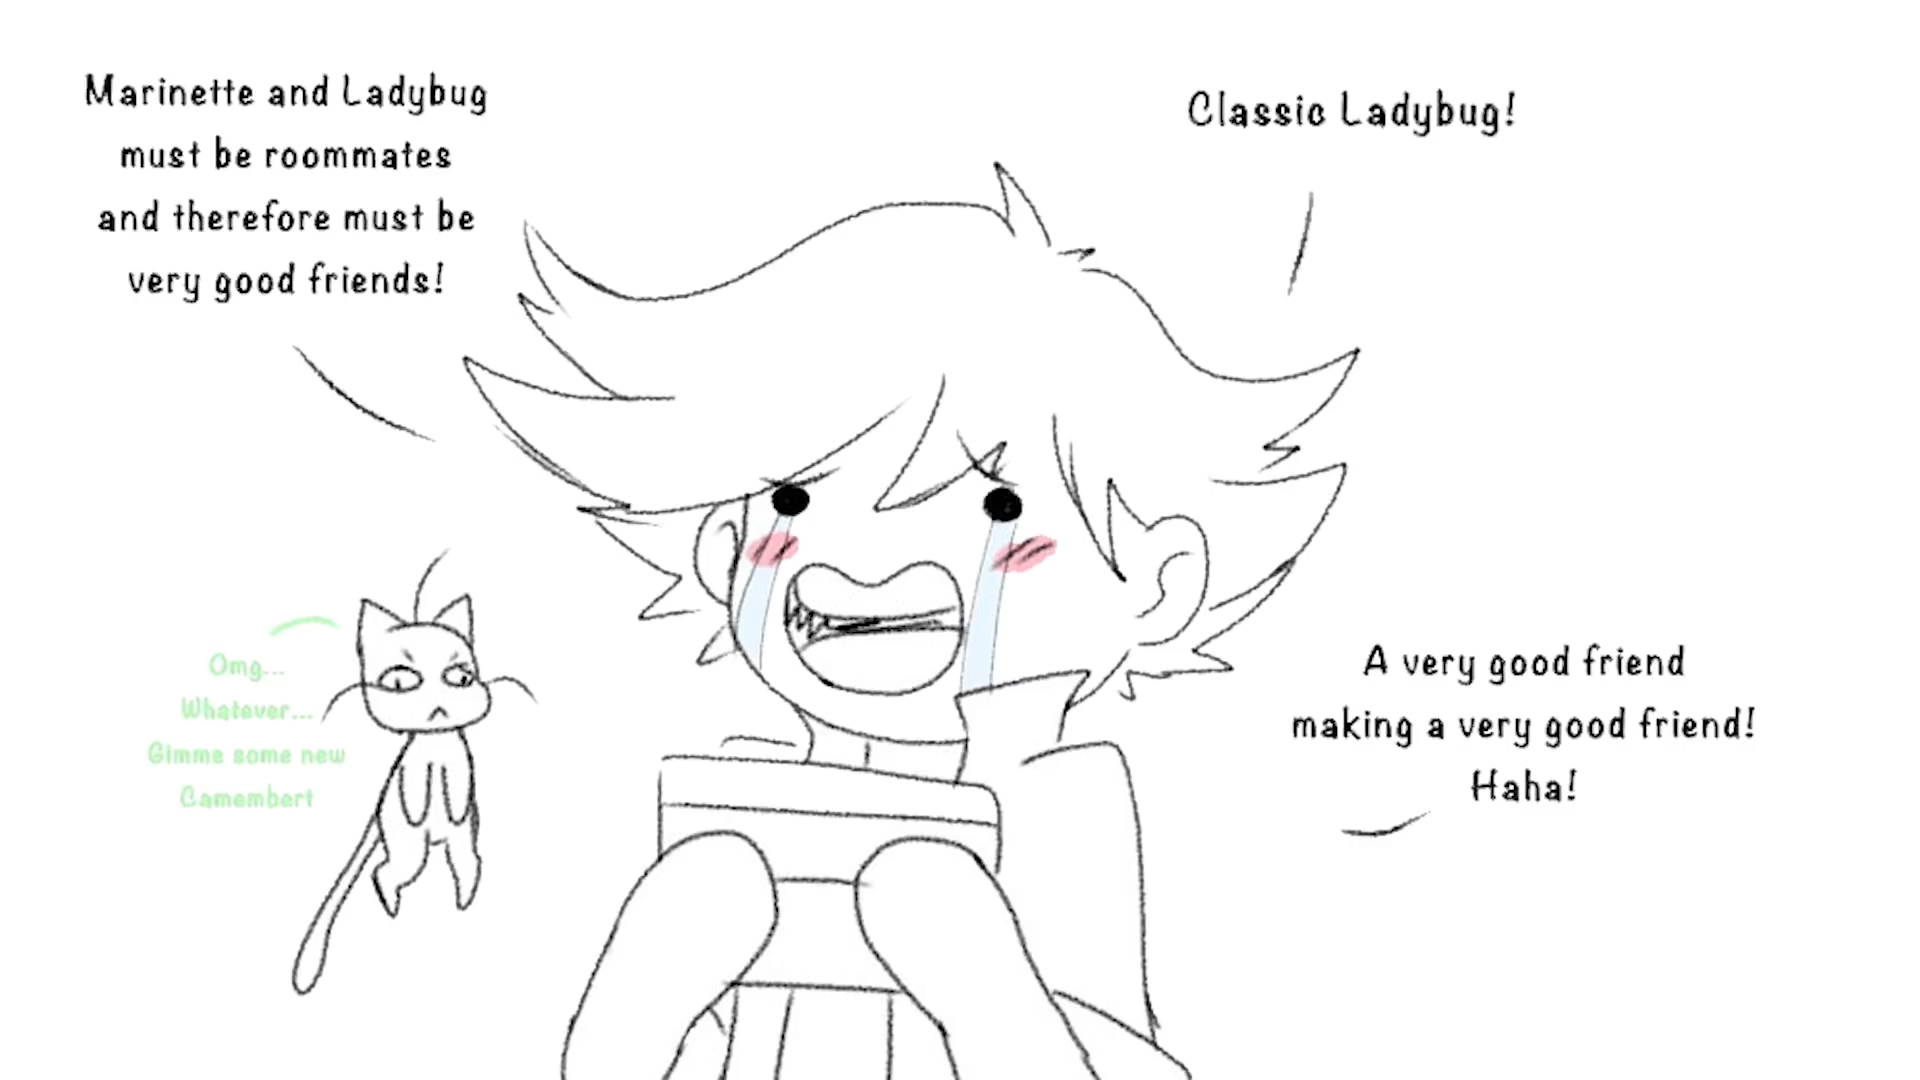 Marinette and Ladybug
must be roommates
and therefore must be
very good friends!
Classic Ladybug!
Omg...
Whatever...
Gimme some new
Camembert
A very good friend
making a very good friend!
Haha!